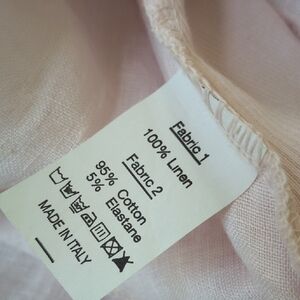 Fabric 1
100% Linen
Fabric 2
95% Cotton
5% Elastane
MADE IN ITALY